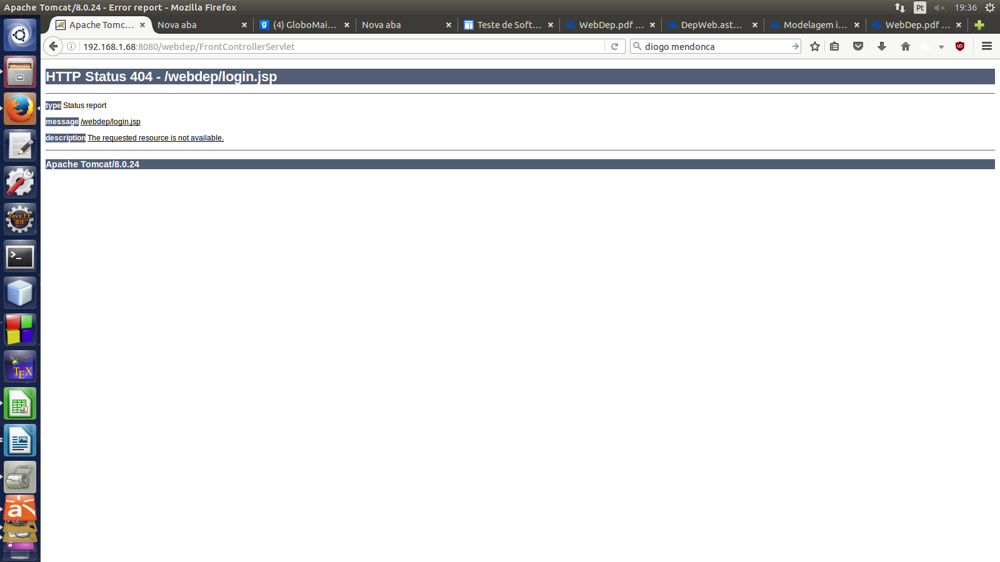 Apache Tomcat/8.0.24 - Error report - Mozilla Firefox
Pt
19:36
Apache Tomc...
Nova aba
g (4) GloboMai...
Nova aba
Teste de Soft...
WebDep.pdf ...
DepWeb.ast...
Modelagem i...
WebDep.pdf ...
192.168.1.68:8080/webdep/FrontControllerServlet
diogo mendonca
HTTP Status 404 - /webdep/login.jsp
type Status report
message /webdep/login.jsp
description The requested resource is not available.
Apache Tomcat/8.0.24
Java EE
IDE
TEX
a